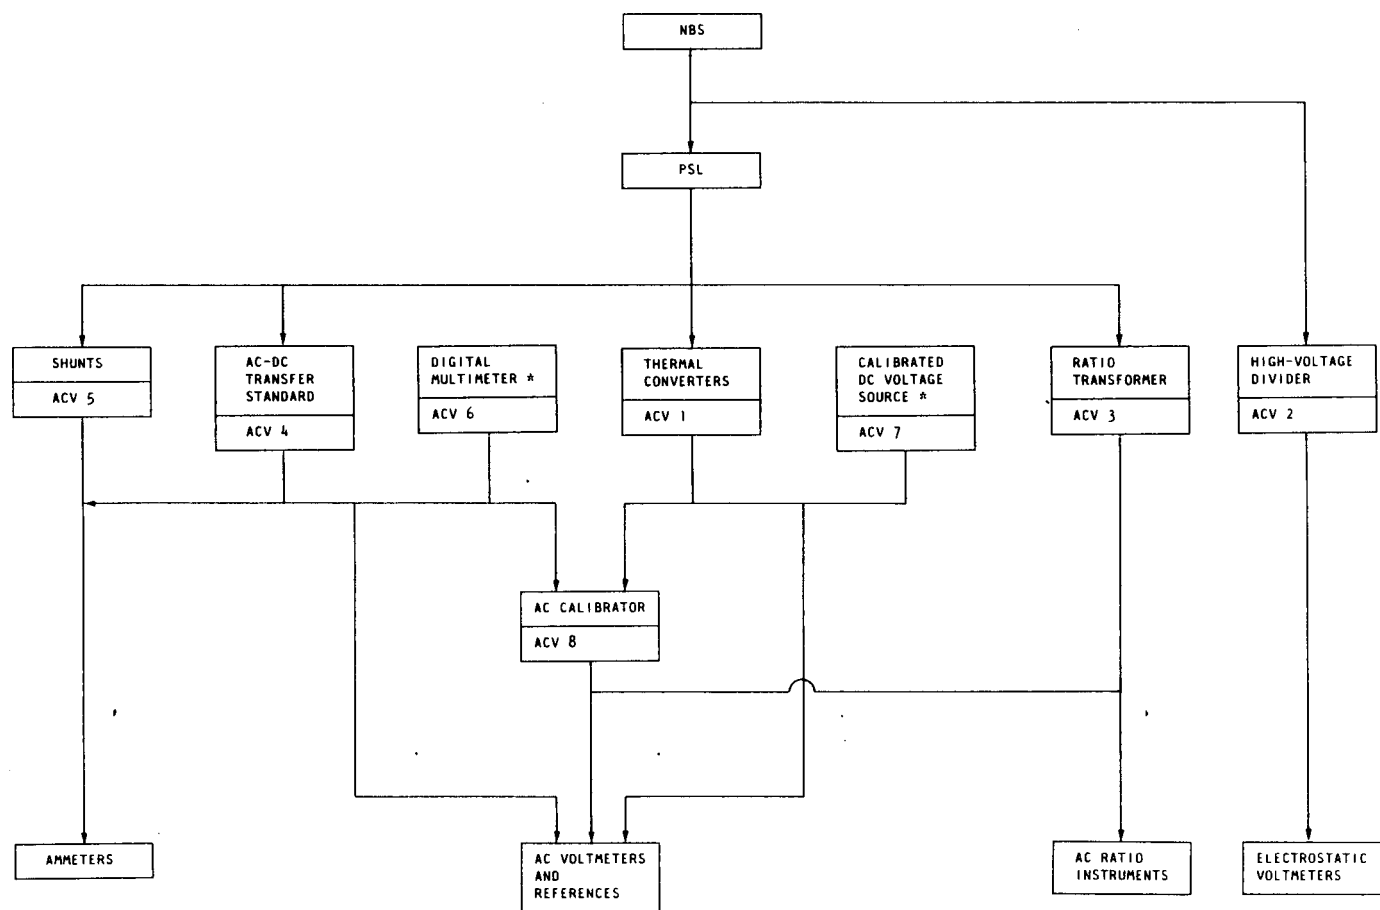 NBS
PSL
SHUNTS
ACV 5
AC-DC
TRANSFER
STANDARD
ACV 4
DIGITAL
MULTIMETER *
ACV 6
THERMAL
CONVERTERS
ACV 1
CALIBRATED
DC VOLTAGE
SOURCE *
ACV 7
RATIO
TRANSFORMER
ACV 3
HIGH-VOLTAGE
DIVIDER
ACV 2
AC CALIBRATOR
ACV 8
AMMETERS
AC VOLTMETERS
AND
REFERENCES
AC RATIO
INSTRUMENTS
ELECTROSTATIC
VOLTMETERS